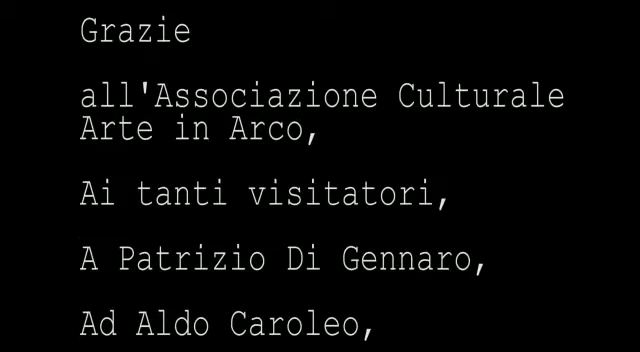 Grazie
all'Associazione Culturale
Arte in Arco,
Ai tanti visitatori,
A Patrizio Di Gennaro,
Ad Aldo Caroleo,